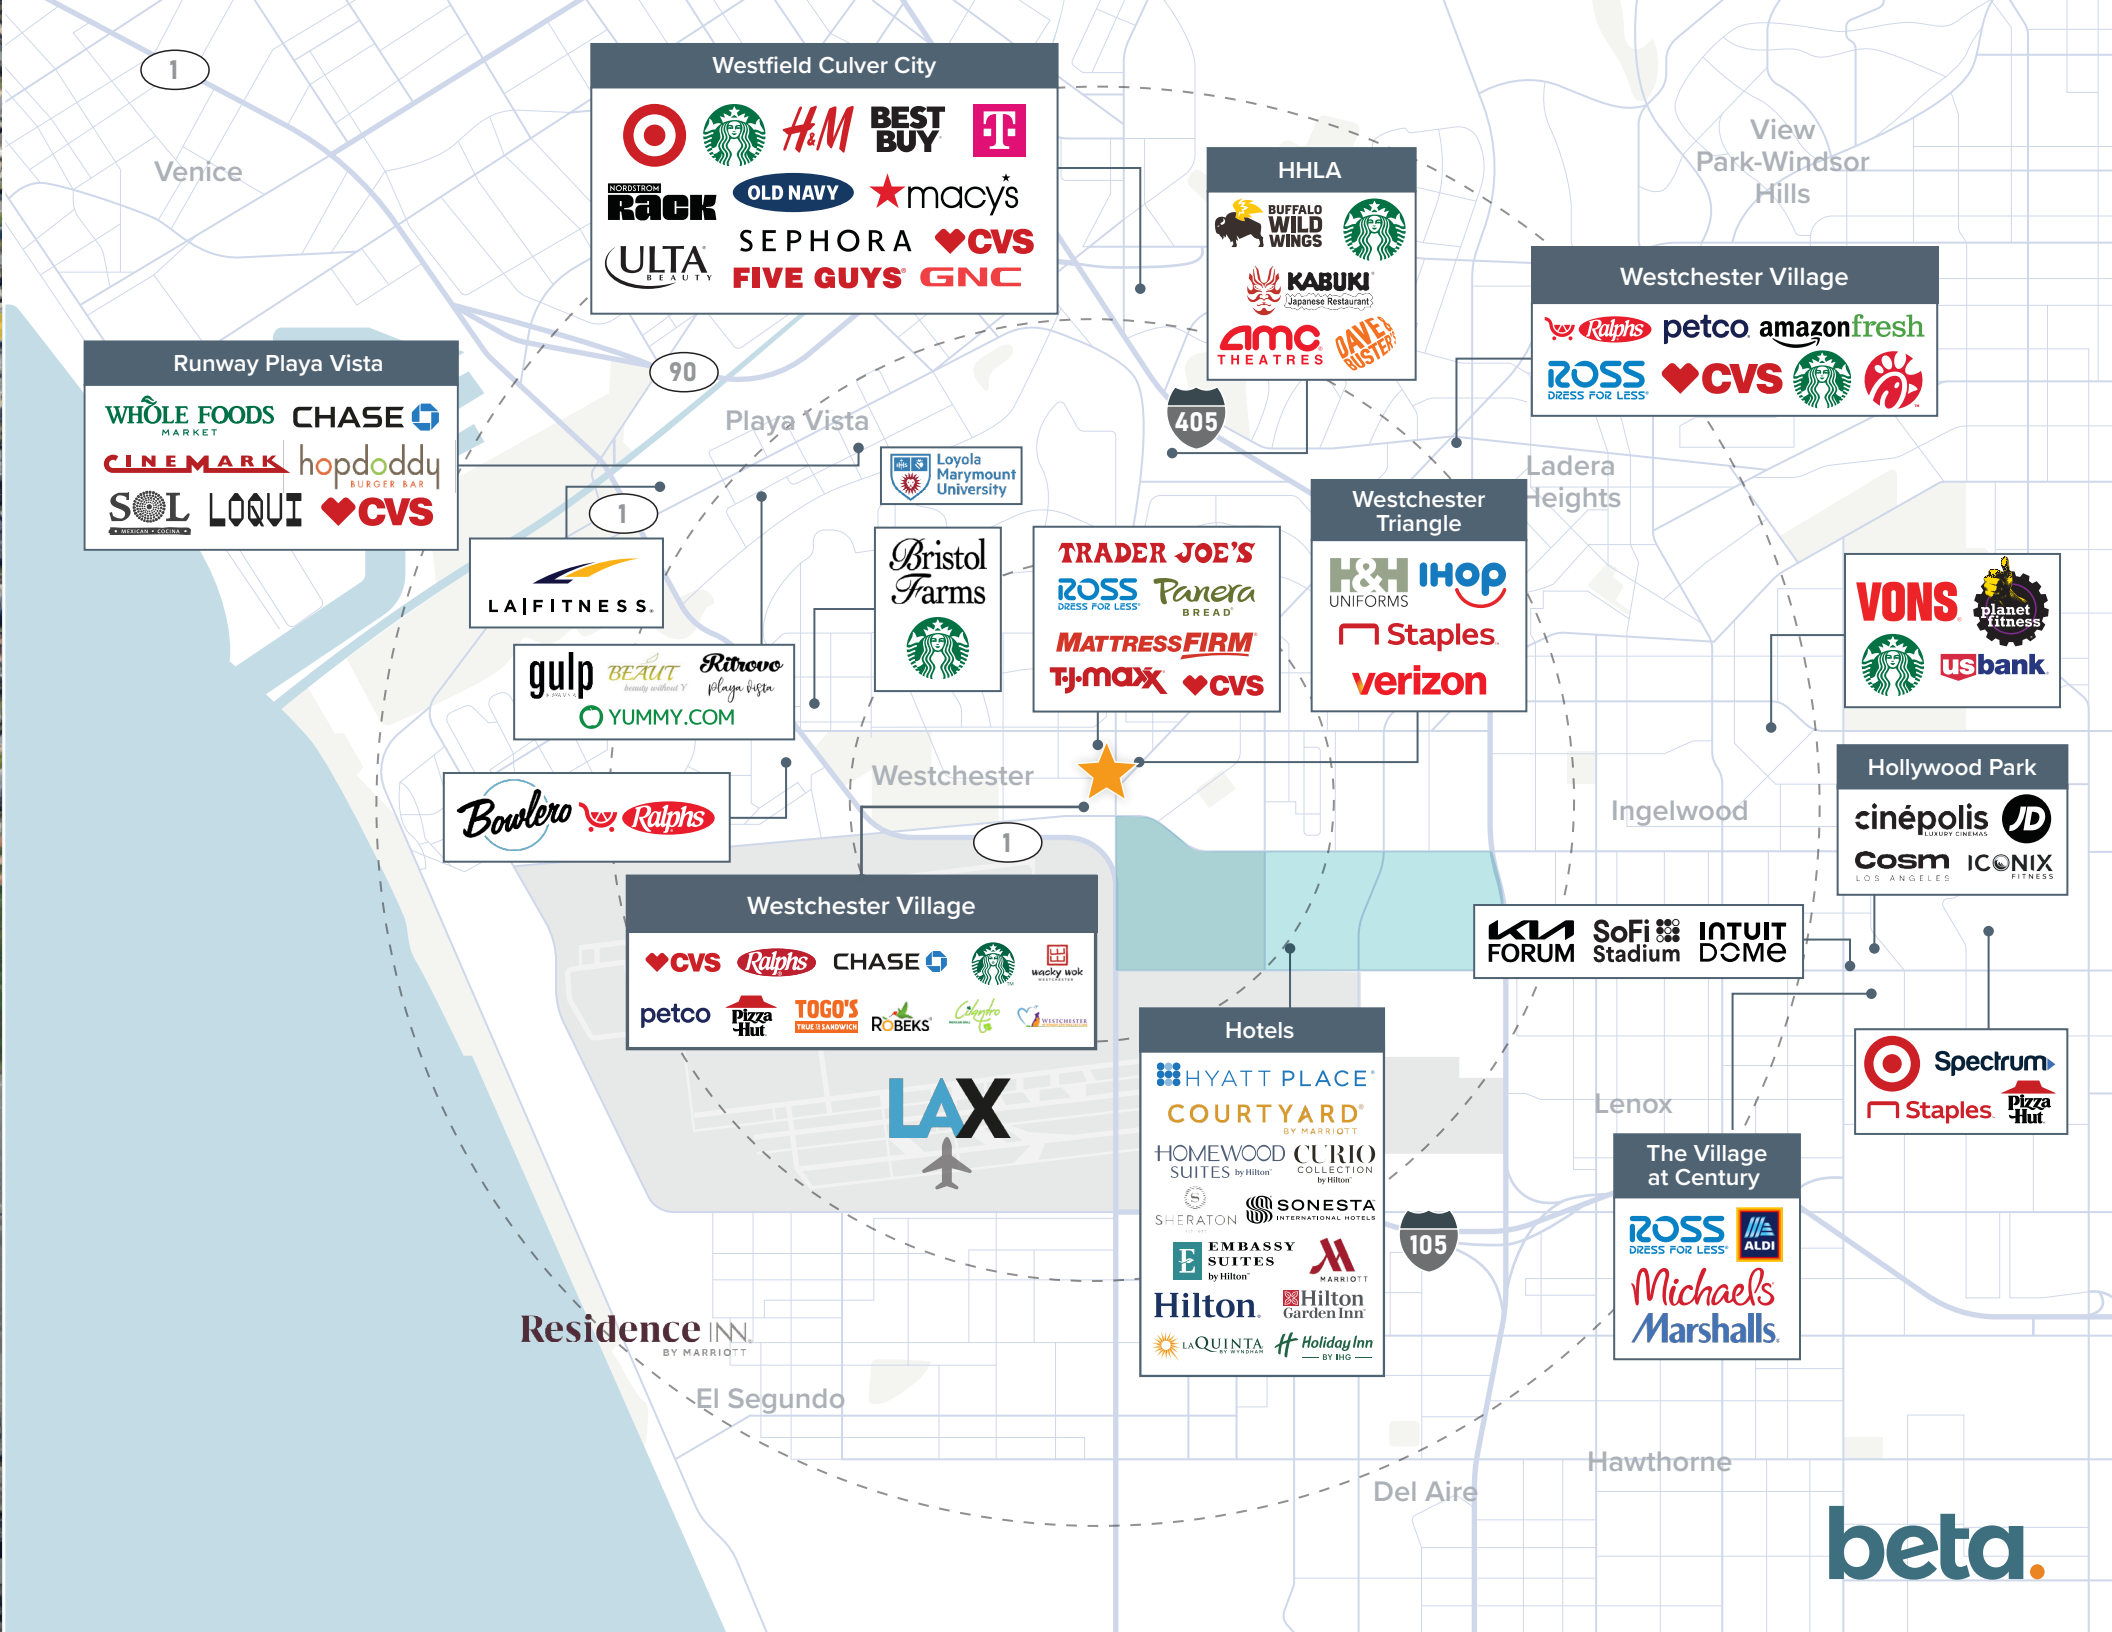 1
Westfield Culver City
H&M
BEST
BUY
T
NORDSTROM
RACK
OLD NAVY
macy's
ULTA
BEAUTY
SEPHORA
CVS
FIVE GUYS
GNC
Venice
View
Park-Windsor
Hills
HHLA
BUFFALO
WILD
WINGS
KABUKI
Japanese Restaurant
AMC
THEATRES
DAVE &
BUSTER'S
Westchester Village
Ralphs
petco
amazonfresh
ROSS
DRESS FOR LESS
CVS
Runway Playa Vista
WHOLE FOODS
MARKET
CHASE
CINEMARK
hopdoddy
BURGER BAR
SOL
MEXICAN • COCINA
LOQUI
CVS
90
Playa Vista
405
Loyola
Marymount
University
Ladera
Heights
1
LA|FITNESS
Bristol
Farms
TRADER JOE'S
ROSS
DRESS FOR LESS
Panera
BREAD
MATTRESS FIRM
T.J.maxx
CVS
Westchester
Triangle
H&H
UNIFORMS
IHOP
Staples
verizon
VONS
planet
fitness
usbank
gulp
BEAUT
beauty without Y
Ritrovo
playa vista
YUMMY.COM
Westchester
Ingelwood
Bowlero
Ralphs
1
Hollywood Park
cinépolis
LUXURY CINEMAS
JD
Cosm
LOS ANGELES
ICONIX
FITNESS
Westchester Village
CVS
Ralphs
CHASE
wacky wok
WESTCHESTER
petco
Pizza
Hut
TOGO'S
TRUE TO SANDWICH
ROBEKS
Cilantro
WESTCHESTER
KIA
FORUM
SoFi
Stadium
INTUIT
DOME
LAX
Hotels
HYATT PLACE
COURTYARD
BY MARRIOTT
HOMEWOOD
SUITES by Hilton
CURIO
COLLECTION
by Hilton
S
SHERATON
SONESTA
INTERNATIONAL HOTELS
E
EMBASSY
SUITES
by Hilton
MARRIOTT
Hilton
Hilton
Garden Inn
LAQUINTA
BY WYNDHAM
H Holiday Inn
BY IHG
Spectrum
Staples
Pizza
Hut
Lenox
The Village
at Century
ROSS
DRESS FOR LESS
ALDI
Michaels
Marshalls
105
Residence INN
BY MARRIOTT
El Segundo
Hawthorne
Del Aire
beta.